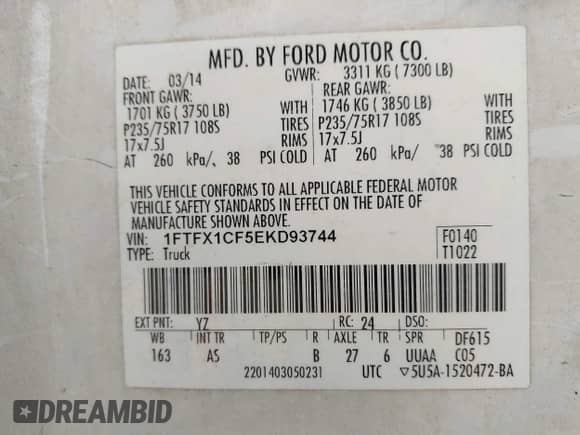 MFD. BY FORD MOTOR CO.
DATE: 03/14 GVWR: 3311 KG ( 7300 LB)
FRONT GAWR: REAR GAWR:
1701 KG ( 3750 LB) WITH 1746 KG ( 3850 LB) WITH
P235/75R17 108S TIRES P235/75R17 108S TIRES
17x7.5J RIMS 17x7.5J RIMS
AT 260 kPa/ 38 PSI COLD AT 260 kPa/ 38 PSI COLD
THIS VEHICLE CONFORMS TO ALL APPLICABLE FEDERAL MOTOR
VEHICLE SAFETY STANDARDS IN EFFECT ON THE DATE OF
MANUFACTURE SHOWN ABOVE.
VIN: 1FTFX1CF5EKD93744 F0140
TYPE: Truck T1022
EXT PNT: YZ RC: 24 DSO:
WB INT TR TP/PS R AXLE TR SPR DF615
163 AS B 27 6 UUAA C05
2201403050231 UTC ▽5U5A-1520472-BA
DREAMBID